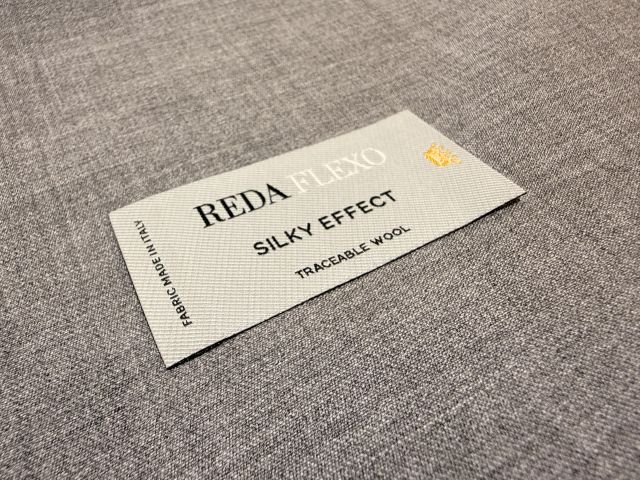 REDA FLEXO
SILKY EFFECT
TRACEABLE WOOL
FABRIC MADE IN ITALY